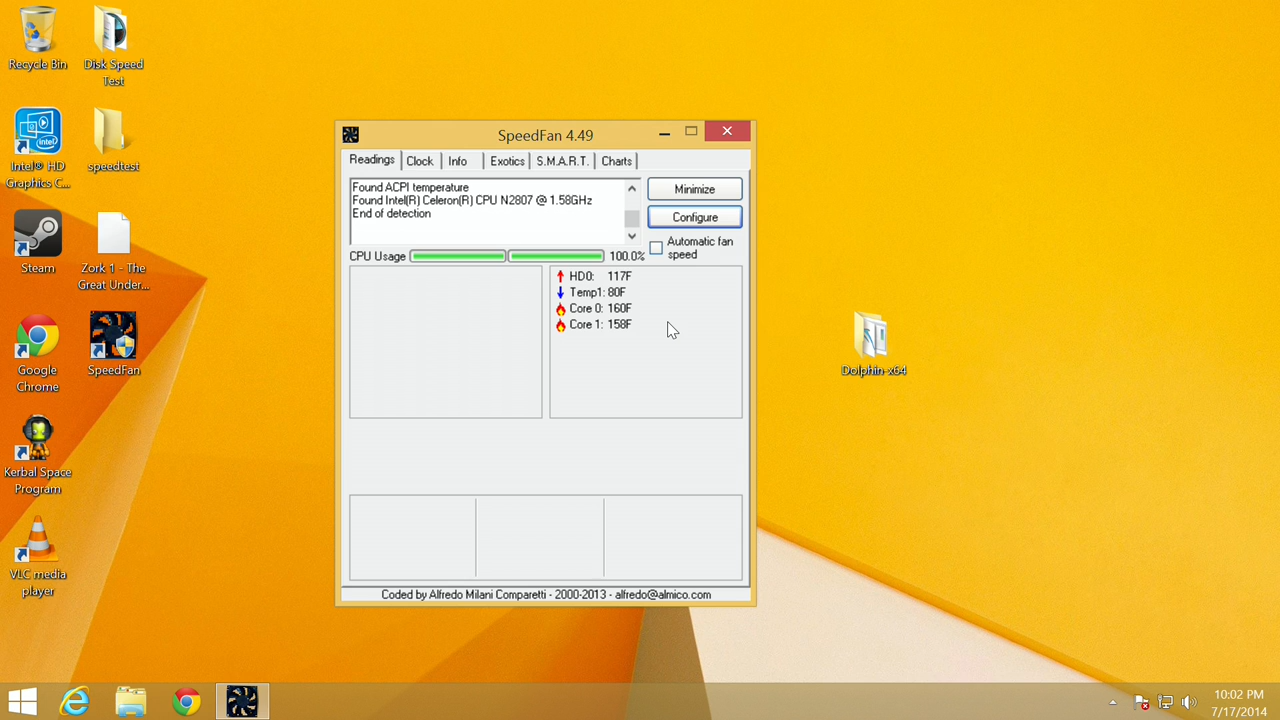 Recycle Bin
Disk Speed
Test
Intel® HD
Graphics C...
speedtest
Steam
Zork 1 - The
Great Under...
Google
Chrome
SpeedFan
Kerbal Space
Program
VLC media
player
SpeedFan 4.49
Readings
Clock
Info
Exotics
S.M.A.R.T.
Charts
Found ACPI temperature
Found Intel(R) Celeron(R) CPU N2807 @ 1.58GHz
End of detection
Minimize
Configure
Automatic fan
speed
CPU Usage
100.0%
HD0: 117F
Temp1: 80F
Core 0: 160F
Core 1: 158F
Coded by Alfredo Milani Comparetti - 2000-2013 - alfredo@almico.com
Dolphin-x64
10:02 PM
7/17/2014